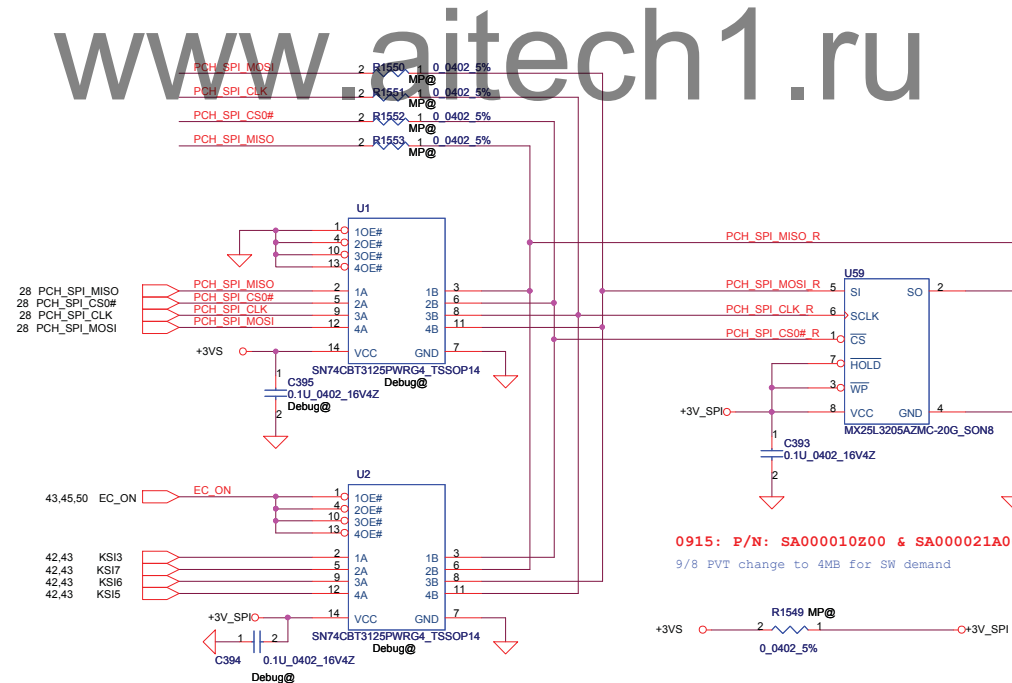 www.aitech1.ru
PCH_SPI_MOSI 2 R1550 1 0_0402_5%
MP@
PCH_SPI_CLK 2 R1551 1 0_0402_5%
MP@
PCH_SPI_CS0# 2 R1552 1 0_0402_5%
MP@
PCH_SPI_MISO 2 R1553 1 0_0402_5%
MP@
U1
1 1OE#
4 2OE#
10 3OE#
13 4OE#
28 PCH_SPI_MISO PCH_SPI_MISO 2 1A 1B 3
28 PCH_SPI_CS0# PCH_SPI_CS0# 5 2A 2B 6
28 PCH_SPI_CLK PCH_SPI_CLK 9 3A 3B 8
28 PCH_SPI_MOSI PCH_SPI_MOSI 12 4A 4B 11
+3VS 14 VCC GND 7
SN74CBT3125PWRG4_TSSOP14
Debug@
1
C395
0.1U_0402_16V4Z
Debug@
2
PCH_SPI_MISO_R
U59
PCH_SPI_MOSI_R 5 SI SO 2
PCH_SPI_CLK_R 6 SCLK
PCH_SPI_CS0#_R 1 CS
7 HOLD
3 WP
+3V_SPI 8 VCC GND 4
MX25L3205AZMC-20G_SON8
1
C393
0.1U_0402_16V4Z
2
U2
43,45,50 EC_ON EC_ON 1 1OE#
4 2OE#
10 3OE#
13 4OE#
42,43 KSI3 2 1A 1B 3
42,43 KSI7 5 2A 2B 6
42,43 KSI6 9 3A 3B 8
42,43 KSI5 12 4A 4B 11
+3V_SPI 14 VCC GND 7
SN74CBT3125PWRG4_TSSOP14
Debug@
1 2
C394 0.1U_0402_16V4Z
Debug@
0915: P/N: SA000010Z00 & SA000021A0
9/8 PVT change to 4MB for SW demand
R1549 MP@
+3VS 2 1 +3V_SPI
0_0402_5%